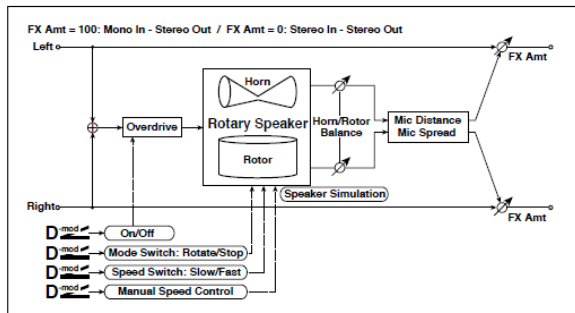 FX Amt = 100: Mono In - Stereo Out / FX Amt = 0: Stereo In - Stereo Out
Left
FX Amt
Horn
Overdrive
Rotary Speaker
Horn/Rotor
Balance
Mic Distance
Mic Spread
Rotor
Speaker Simulation
Right
FX Amt
D-mod
On/Off
D-mod
Mode Switch: Rotate/Stop
D-mod
Speed Switch: Slow/Fast
D-mod
Manual Speed Control